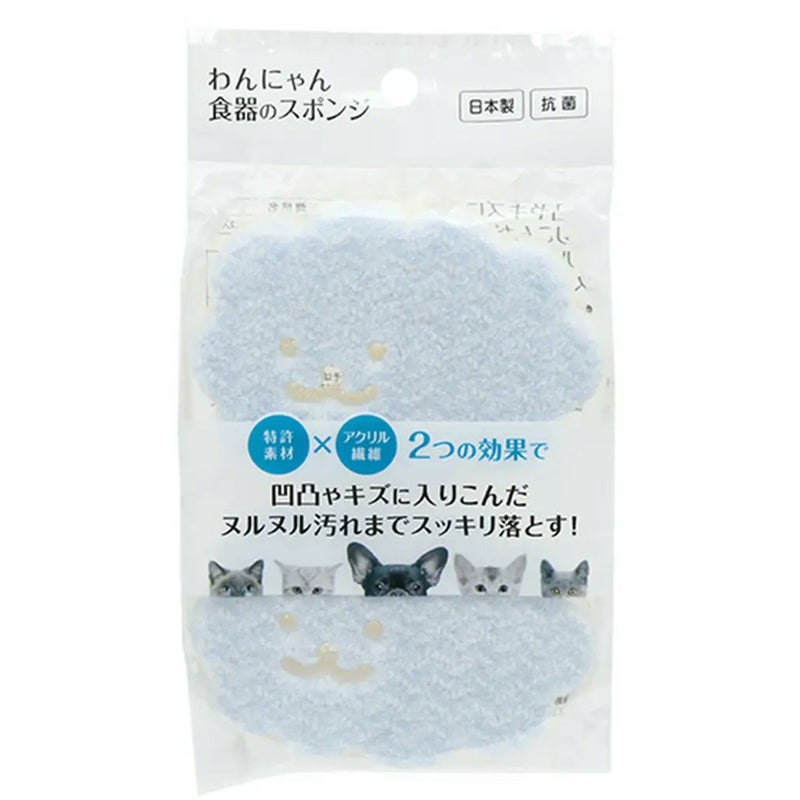 わんにゃん
食器のスポンジ
日本製
抗菌
特許
素材
×
アクリル
繊維
2つの効果で
凹凸やキズに入りこんだ
ヌルヌル汚れまでスッキリ落とす!